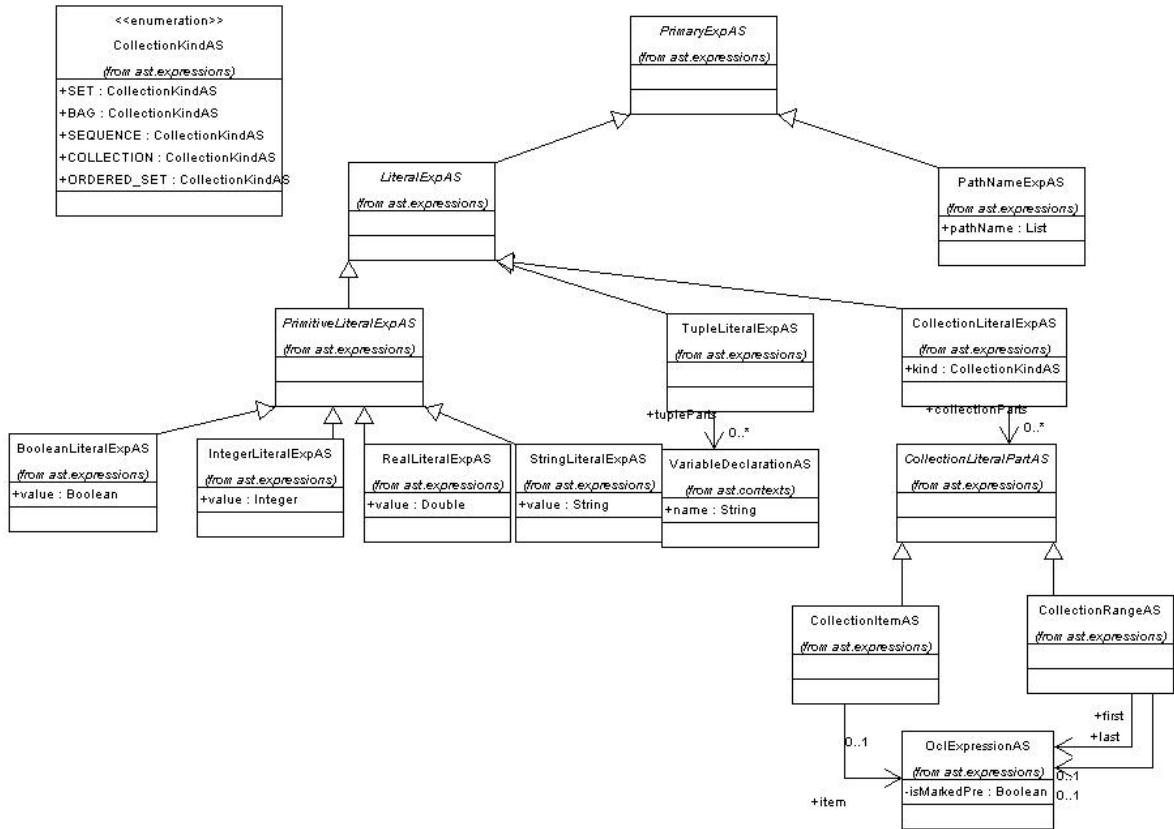 <<enumeration>>
CollectionKindAS
(from ast.expressions)
+SET : CollectionKindAS
+BAG : CollectionKindAS
+SEQUENCE : CollectionKindAS
+COLLECTION : CollectionKindAS
+ORDERED_SET : CollectionKindAS
PrimaryExpAS
(from ast.expressions)
LiteralExpAS
(from ast.expressions)
PathNameExpAS
(from ast.expressions)
+pathName : List
PrimitiveLiteralExpAS
(from ast.expressions)
TupleLiteralExpAS
(from ast.expressions)
CollectionLiteralExpAS
(from ast.expressions)
+kind : CollectionKindAS
+tupleParts
0..*
+collectionParts
0..*
BooleanLiteralExpAS
(from ast.expressions)
+value : Boolean
IntegerLiteralExpAS
(from ast.expressions)
+value : Integer
RealLiteralExpAS
(from ast.expressions)
+value : Double
StringLiteralExpAS
(from ast.expressions)
+value : String
VariableDeclarationAS
(from ast.contexts)
+name : String
CollectionLiteralPartAS
(from ast.expressions)
CollectionItemAS
(from ast.expressions)
CollectionRangeAS
(from ast.expressions)
+first
+last
0..1
OclExpressionAS
(from ast.expressions)
-isMarkedPre : Boolean
0..1
0..1
+item